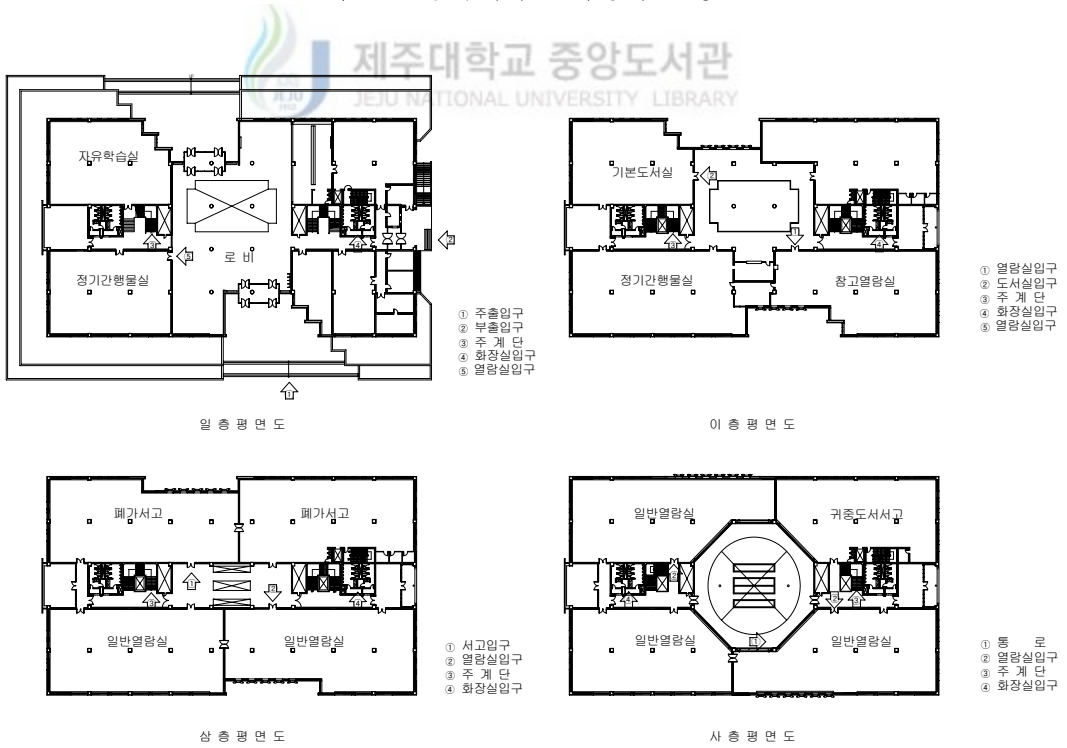 제주대학교 중앙도서관
JEJU NATIONAL UNIVERSITY LIBRARY
JEJU
1952
자유학습실
정기간행물실
로 비
① 주출입구
② 부출입구
③ 주 계 단
④ 화장실입구
⑤ 열람실입구
일 층 평 면 도
기본도서실
정기간행물실
참고열람실
① 열람실입구
② 도서실입구
③ 주 계 단
④ 화장실입구
⑤ 열람실입구
이 층 평 면 도
폐가서고
폐가서고
일반열람실
일반열람실
① 서고입구
② 열람실입구
③ 주 계 단
④ 화장실입구
삼 층 평 면 도
일반열람실
귀중도서서고
일반열람실
일반열람실
① 통 로
② 열람실입구
③ 주 계 단
④ 화장실입구
사 층 평 면 도